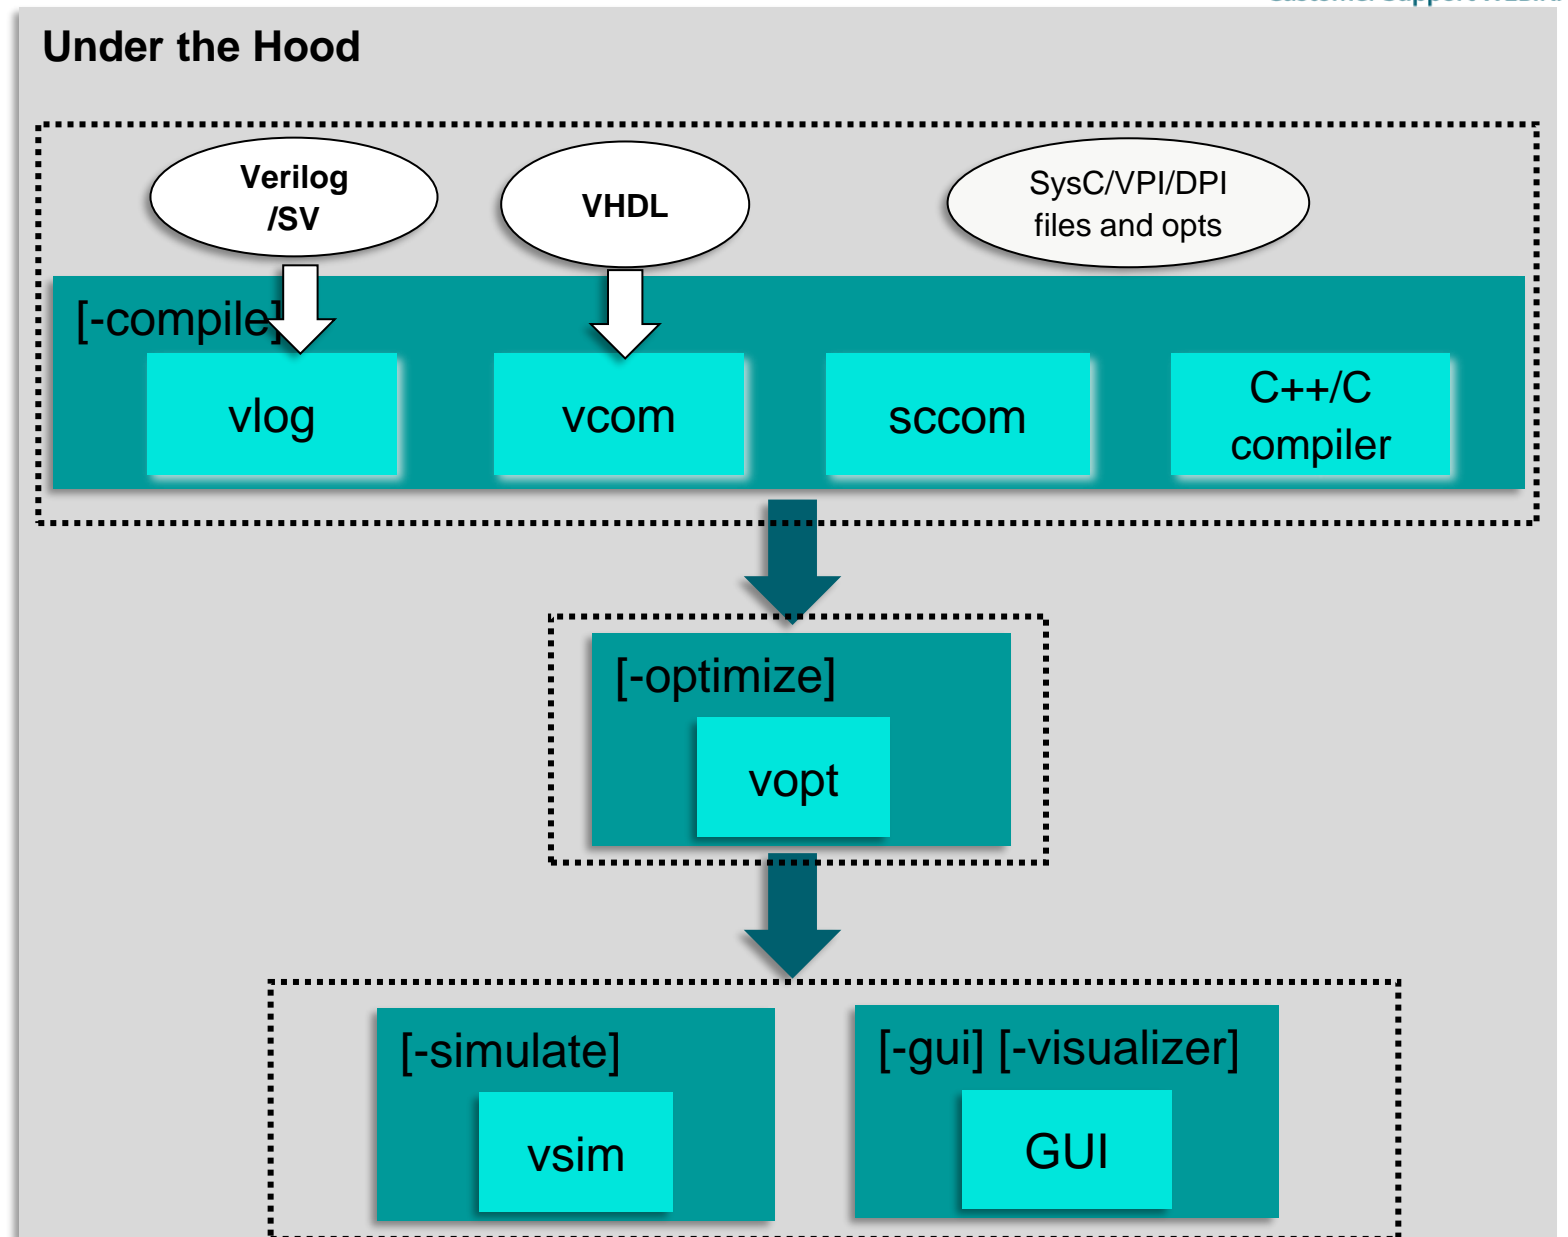 Under the Hood
Verilog
/SV
VHDL
SysC/VPI/DPI
files and opts
[-compile]
vlog
vcom
sccom
C++/C
compiler
[-optimize]
vopt
[-simulate]
[-gui] [-visualizer]
vsim
GUI